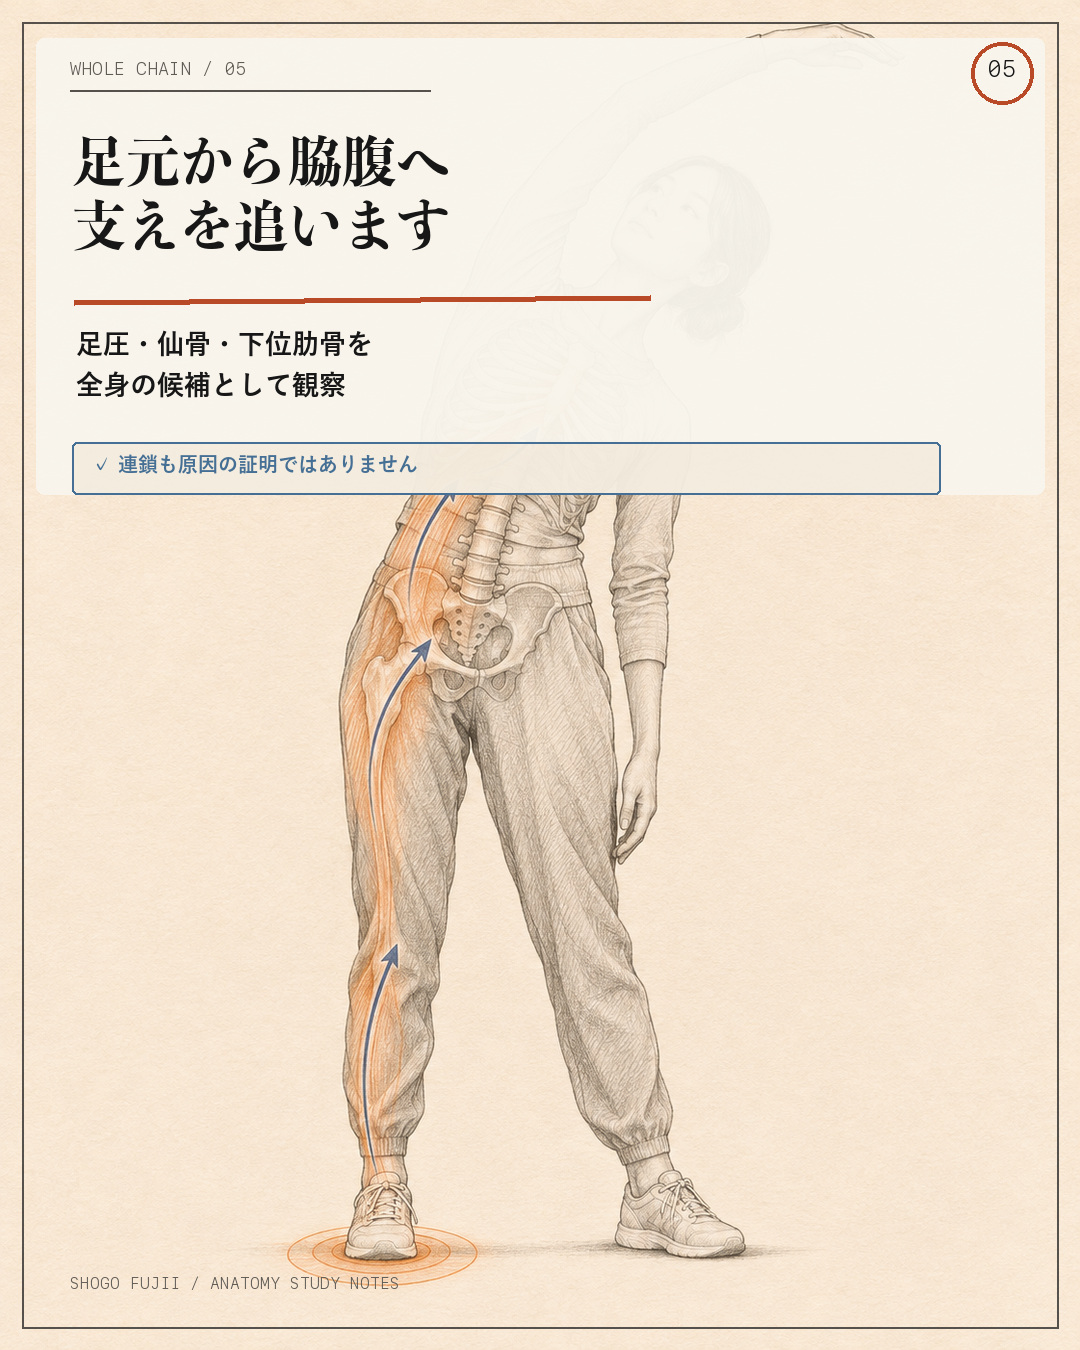 WHOLE CHAIN / 05
05
足元から脇腹へ
支えを追います
足圧・仙骨・下位肋骨を
全身の候補として観察
✓ 連鎖も原因の証明ではありません
SHOGO FUJII / ANATOMY STUDY NOTES